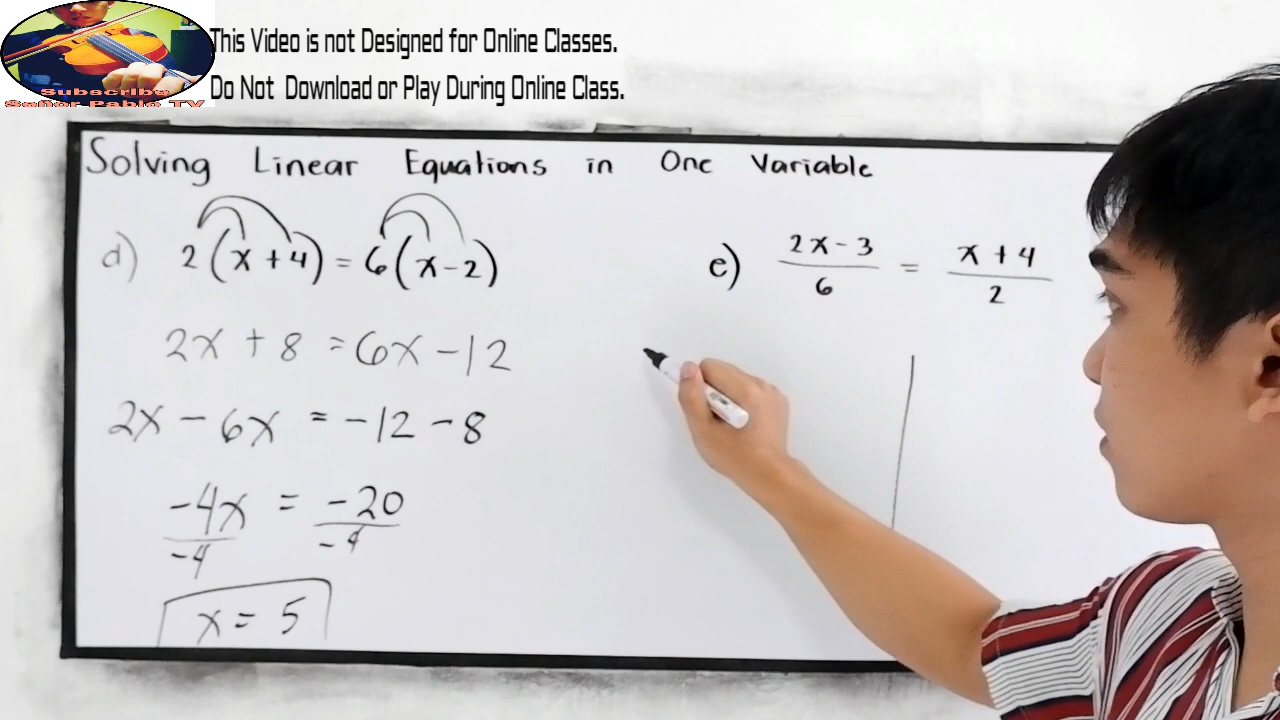 This Video is not Designed for Online Classes.
Do Not Download or Play During Online Class.
Subscribe
Señor Pablo TV
Solving Linear Equations in One Variable
d) 2(x+4) = 6(x-2)
2x + 8 = 6x - 12
2x - 6x = -12 - 8
-4x = -20
-4 -4
x = 5
e) 2x - 3 = x + 4
6 2